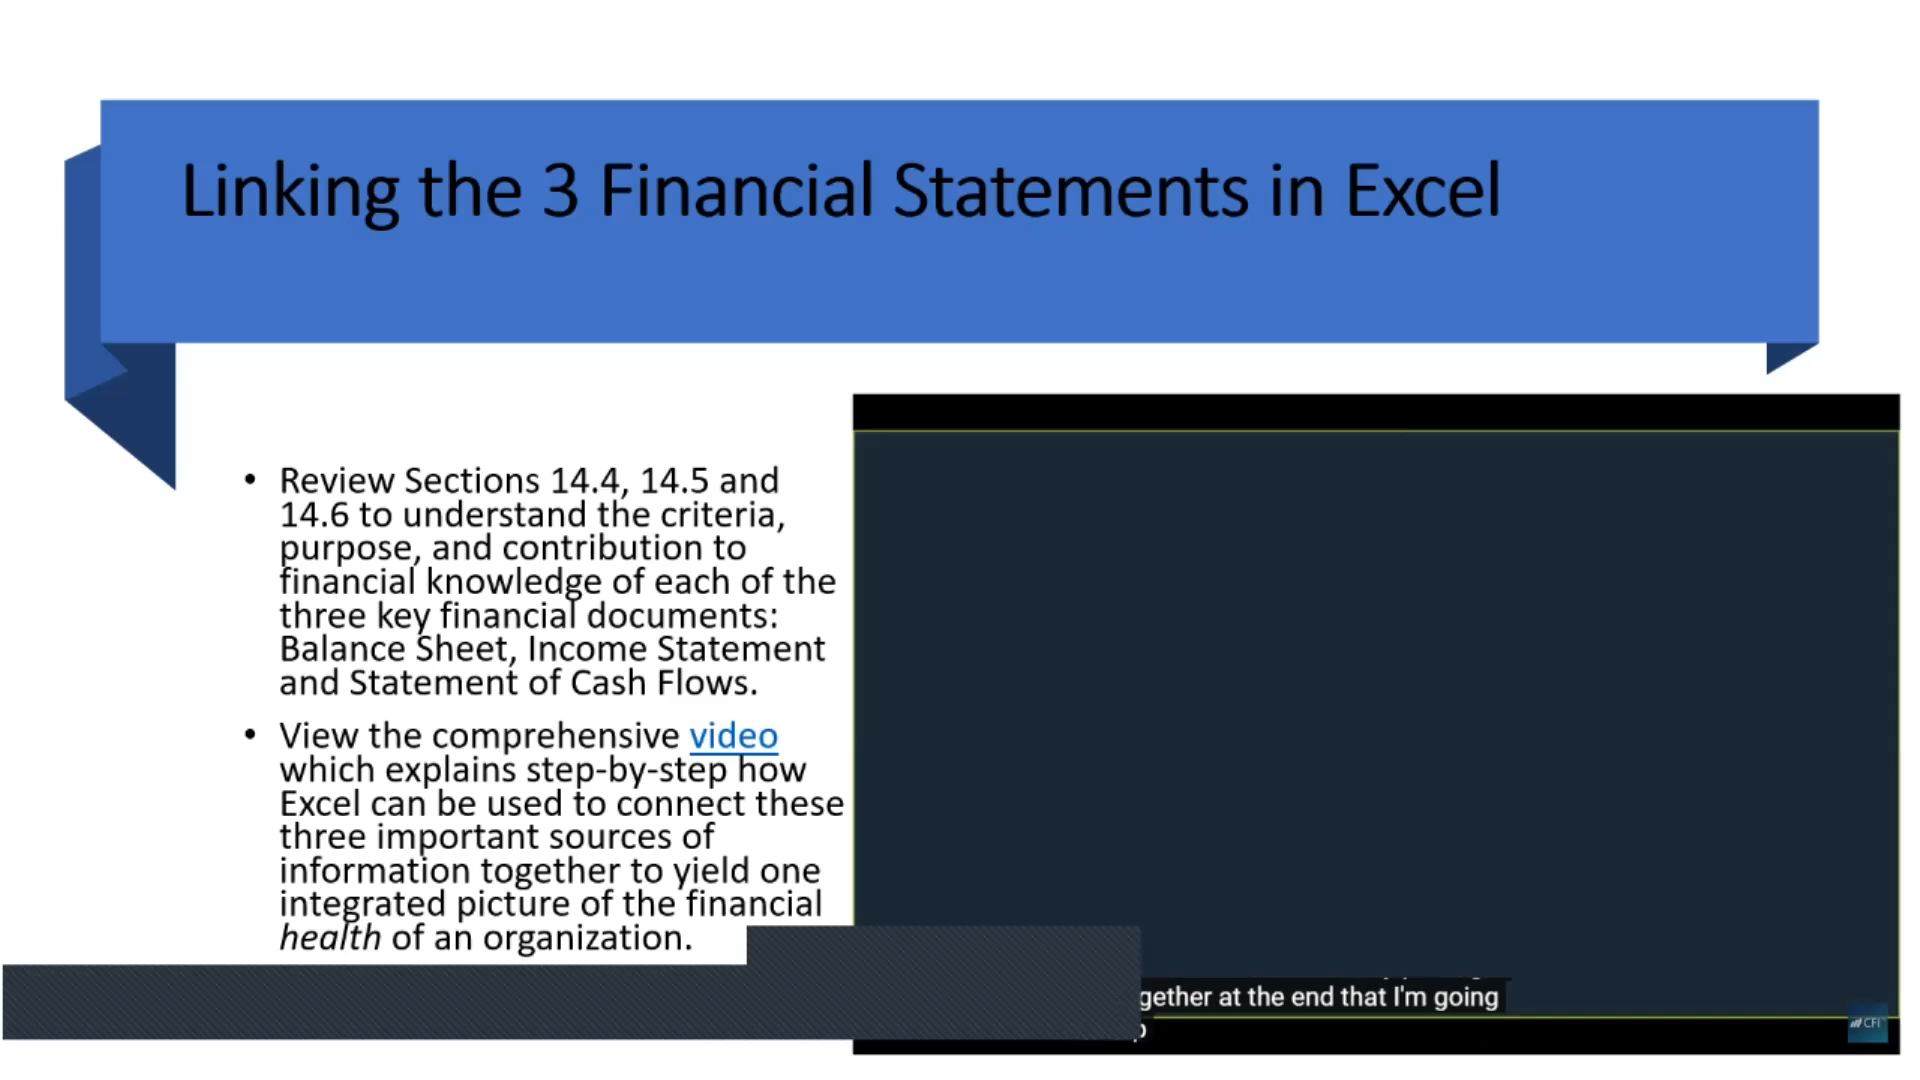 Linking the 3 Financial Statements in Excel
• Review Sections 14.4, 14.5 and
14.6 to understand the criteria,
purpose, and contribution to
financial knowledge of each of the
three key financial documents:
Balance Sheet, Income Statement
and Statement of Cash Flows.
• View the comprehensive video
which explains step-by-step how
Excel can be used to connect these
three important sources of
information together to yield one
integrated picture of the financial
health of an organization.
gether at the end that I'm going
CFI